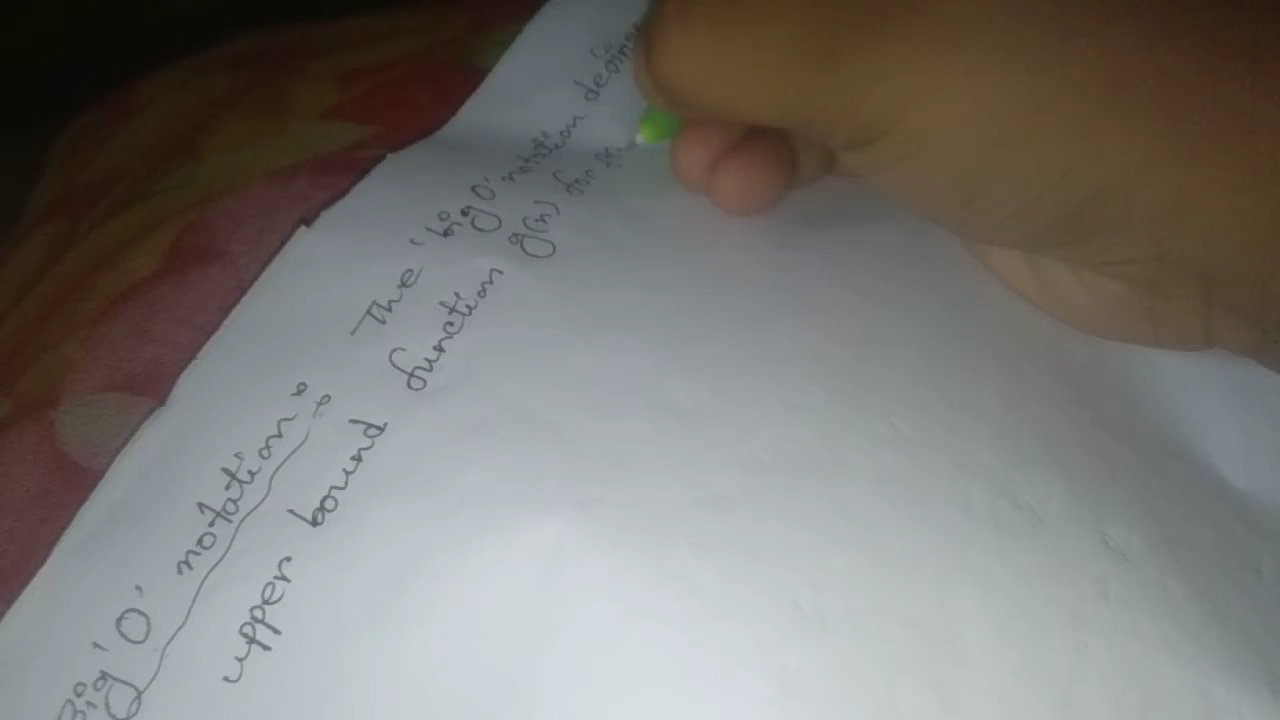 Big 'O' notation :- The 'big O' notation defines
upper bound function g(n) for